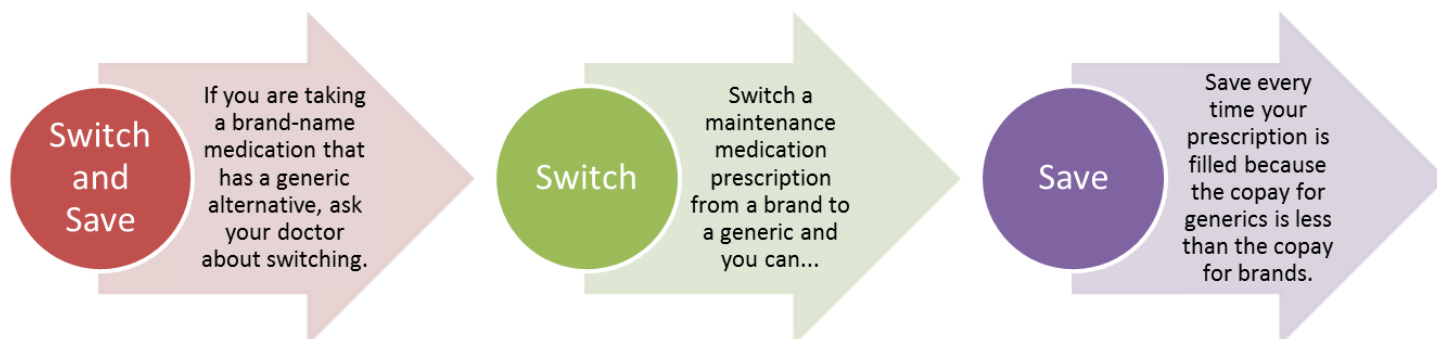 Switch
and
Save
If you are taking
a brand-name
medication that
has a generic
alternative, ask
your doctor
about switching.
Switch
Switch a
maintenance
medication
prescription
from a brand to
a generic and
you can...
Save
Save every
time your
prescription is
filled because
the copay for
generics is less
than the copay
for brands.